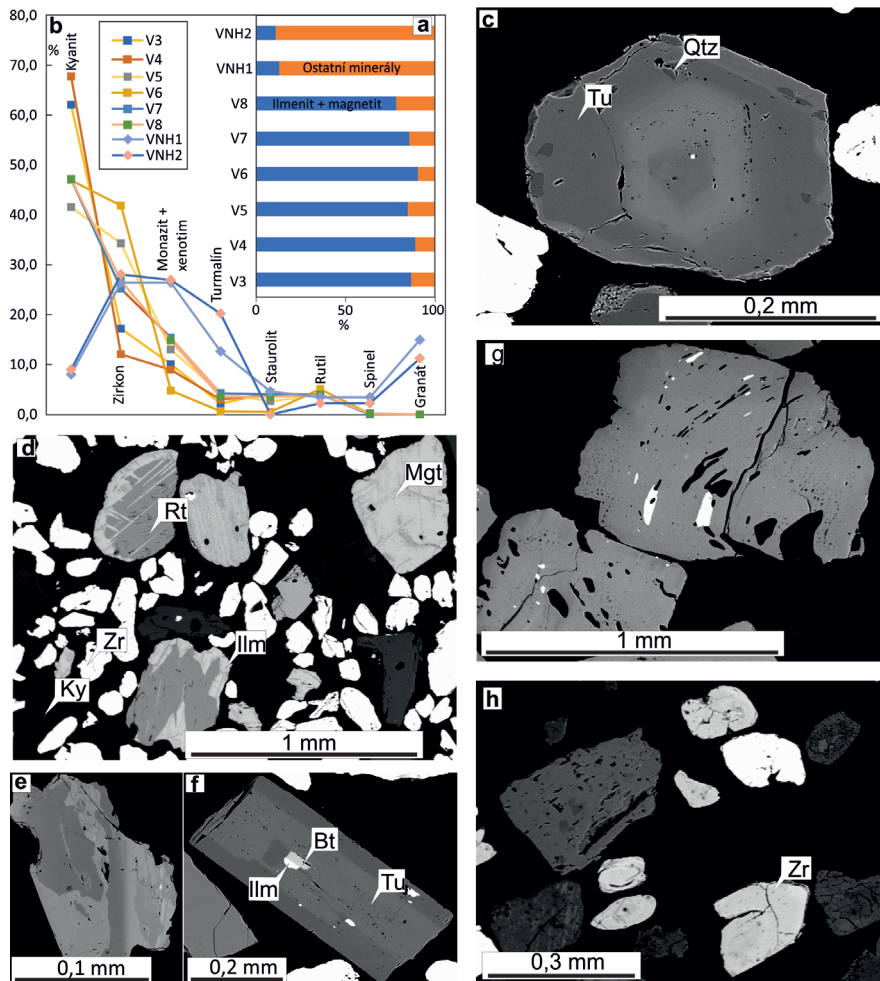 b
a
80,0
70,0
60,0
50,0
40,0
30,0
20,0
10,0
0,0
%
Kyanit
Zirkon
Monazit +
xenotim
Turmalín
Staurolit
Rutil
Spinel
Granát
V3
V4
V5
V6
V7
V8
VNH1
VNH2
VNH2
VNH1
V8
V7
V6
V5
V4
V3
Ostatní minerály
Ilmenit + magnetit
0
50
100
%
c
Qtz
Tu
0,2 mm
g
1 mm
d
Rt
Mgt
Zr
Ilm
Ky
1 mm
e
0,1 mm
f
Bt
Ilm
Tu
0,2 mm
h
Zr
0,3 mm